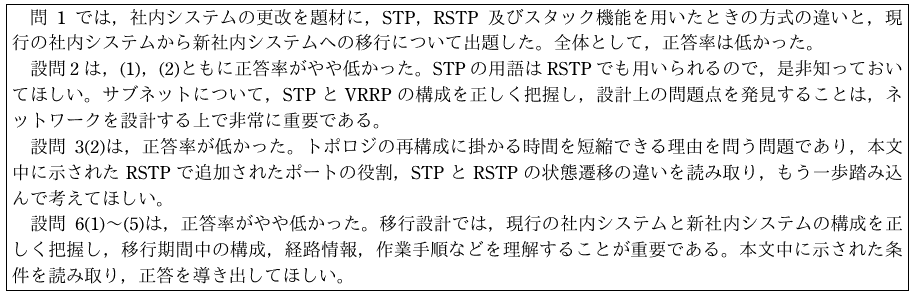 問 1 では，社内システムの更改を題材に，STP，RSTP 及びスタック機能を用いたときの方式の違いと，現
行の社内システムから新社内システムへの移行について出題した。全体として，正答率は低かった。
設問 2 は，(1)，(2)ともに正答率がやや低かった。STP の用語は RSTP でも用いられるので，是非知っておい
てほしい。サブネットについて，STP と VRRP の構成を正しく把握し，設計上の問題点を発見することは，ネ
ットワークを設計する上で非常に重要である。
設問 3(2)は，正答率が低かった。トポロジの再構成に掛かる時間を短縮できる理由を問う問題であり，本文
中に示された RSTP で追加されたポートの役割，STP と RSTP の状態遷移の違いを読み取り，もう一歩踏み込
んで考えてほしい。
設問 6(1)～(5)は，正答率がやや低かった。移行設計では，現行の社内システムと新社内システムの構成を正
しく把握し，移行期間中の構成，経路情報，作業手順などを理解することが重要である。本文中に示された条
件を読み取り，正答を導き出してほしい。